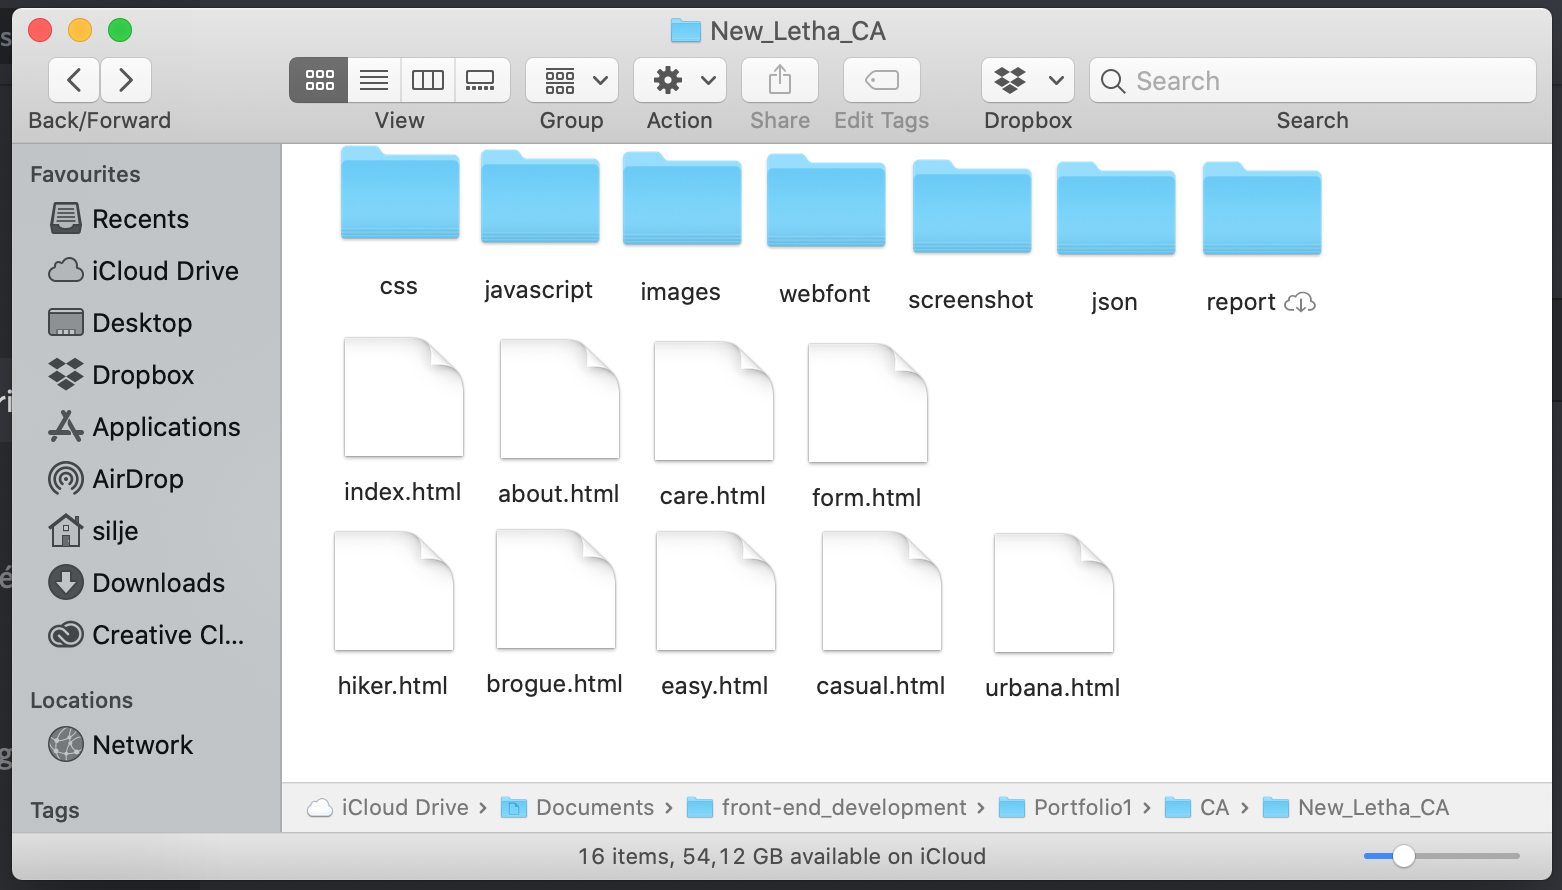 New_Letha_CA
Search
Back/Forward View Group Action Share Edit Tags Dropbox Search
Favourites
Recents
iCloud Drive
Desktop
Dropbox
Applications
AirDrop
silje
Downloads
Creative Cl...
Locations
Network
Tags
css javascript images webfont screenshot json report
index.html about.html care.html form.html
hiker.html brogue.html easy.html casual.html urbana.html
iCloud Drive › Documents › front-end_development › Portfolio1 › CA › New_Letha_CA
16 items, 54,12 GB available on iCloud